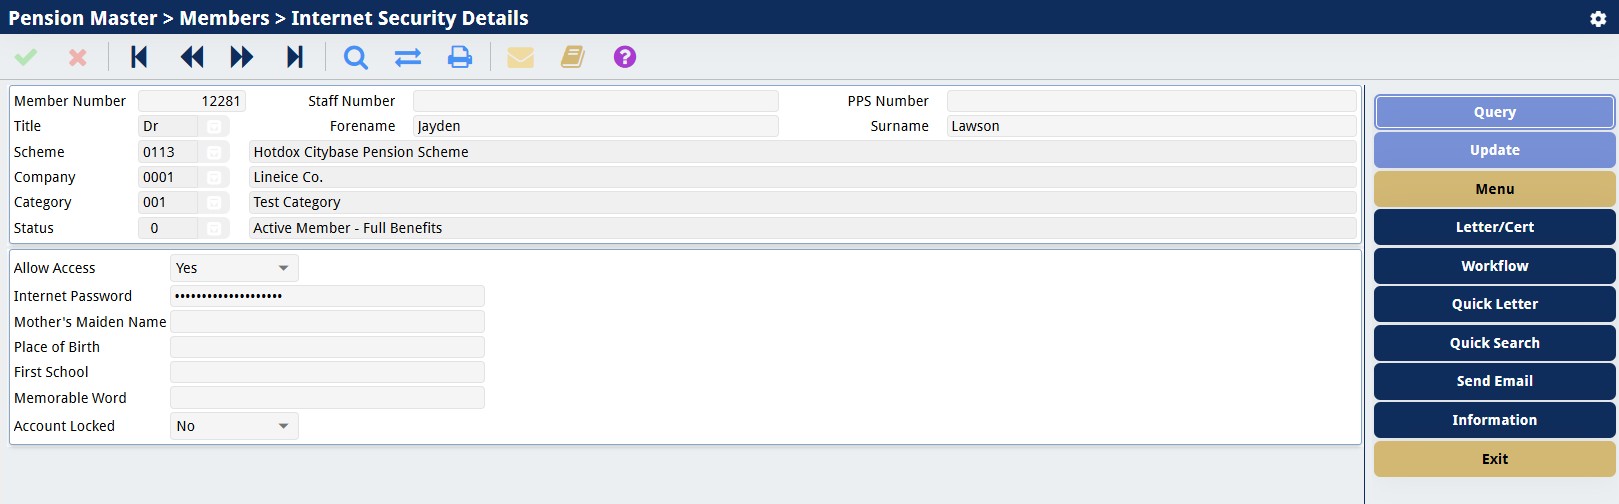 Pension Master > Members > Internet Security Details
Member Number 12281 Staff Number PPS Number
Title Dr Forename Jayden Surname Lawson
Scheme 0113 Hotdox Citybase Pension Scheme
Company 0001 Lineice Co.
Category 001 Test Category
Status 0 Active Member - Full Benefits
Allow Access Yes
Internet Password ••••••••••••••••••••
Mother's Maiden Name
Place of Birth
First School
Memorable Word
Account Locked No
Query
Update
Menu
Letter/Cert
Workflow
Quick Letter
Quick Search
Send Email
Information
Exit